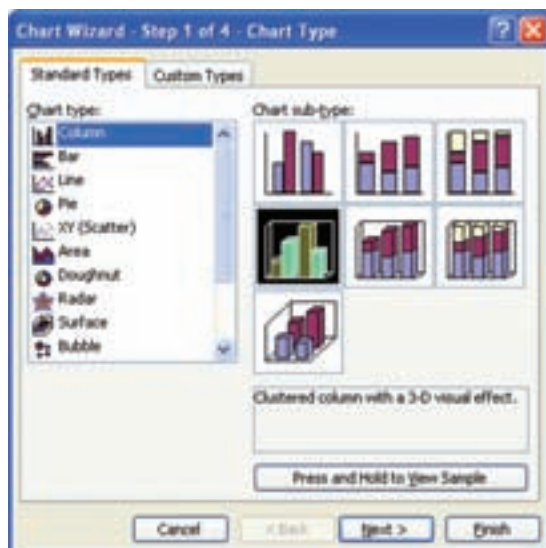 Chart Wizard - Step 1 of 4 - Chart Type
Standard Types
Custom Types
Chart type:
Column
Bar
Line
Pie
XY (Scatter)
Area
Doughnut
Radar
Surface
Bubble
Chart sub-type:
Clustered column with a 3-D visual effect.
Press and Hold to View Sample
Cancel
< Back
Next >
Finish